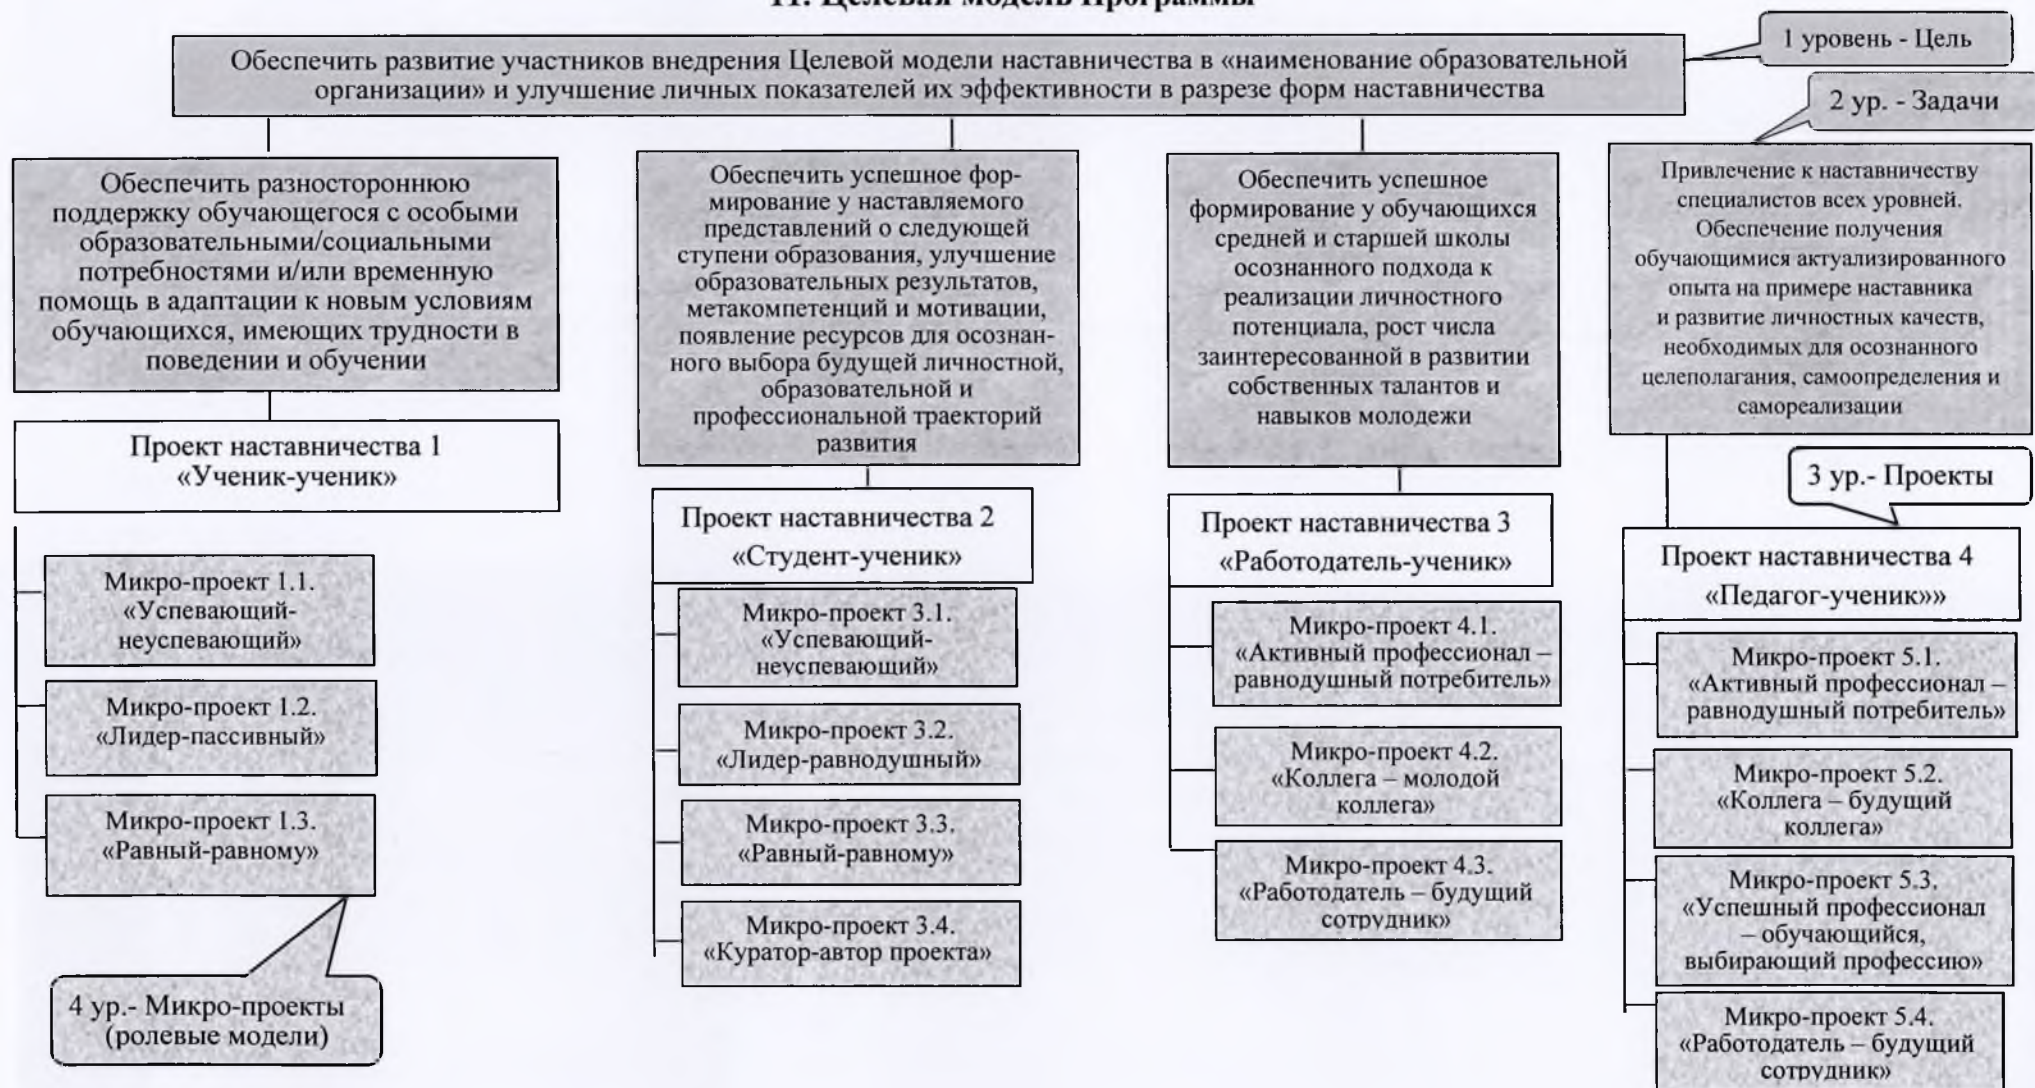 11. Целевая модель Программы
1 уровень - Цель
Обеспечить развитие участников внедрения Целевой модели наставничества в «наименование образовательной
организации» и улучшение личных показателей их эффективности в разрезе форм наставничества
2 ур. - Задачи
Обеспечить разностороннюю
поддержку обучающегося с особыми
образовательными/социальными
потребностями и/или временную
помощь в адаптации к новым условиям
обучающихся, имеющих трудности в
поведении и обучении
Обеспечить успешное фор-
мирование у наставляемого
представлений о следующей
ступени образования, улучшение
образовательных результатов,
метакомпетенций и мотивации,
появление ресурсов для осознан-
ного выбора будущей личностной,
образовательной и
профессиональной траекторий
развития
Обеспечить успешное
формирование у обучающихся
средней и старшей школы
осознанного подхода к
реализации личностного
потенциала, рост числа
заинтересованной в развитии
собственных талантов и
навыков молодежи
Привлечение к наставничеству
специалистов всех уровней.
Обеспечение получения
обучающимися актуализированного
опыта на примере наставника
и развитие личностных качеств,
необходимых для осознанного
целеполагания, самоопределения и
самореализации
3 ур.- Проекты
Проект наставничества 1
«Ученик-ученик»
Микро-проект 1.1.
«Успевающий-
неуспевающий»
Микро-проект 1.2.
«Лидер-пассивный»
Микро-проект 1.3.
«Равный-равному»
4 ур.- Микро-проекты
(ролевые модели)
Проект наставничества 2
«Студент-ученик»
Микро-проект 3.1.
«Успевающий-
неуспевающий»
Микро-проект 3.2.
«Лидер-равнодушный»
Микро-проект 3.3.
«Равный-равному»
Микро-проект 3.4.
«Куратор-автор проекта»
Проект наставничества 3
«Работодатель-ученик»
Микро-проект 4.1.
«Активный профессионал –
равнодушный потребитель»
Микро-проект 4.2.
«Коллега – молодой
коллега»
Микро-проект 4.3.
«Работодатель – будущий
сотрудник»
Проект наставничества 4
«Педагог-ученик»»
Микро-проект 5.1.
«Активный профессионал –
равнодушный потребитель»
Микро-проект 5.2.
«Коллега – будущий
коллега»
Микро-проект 5.3.
«Успешный профессионал
– обучающийся,
выбирающий профессию»
Микро-проект 5.4.
«Работодатель – будущий
сотрудник»